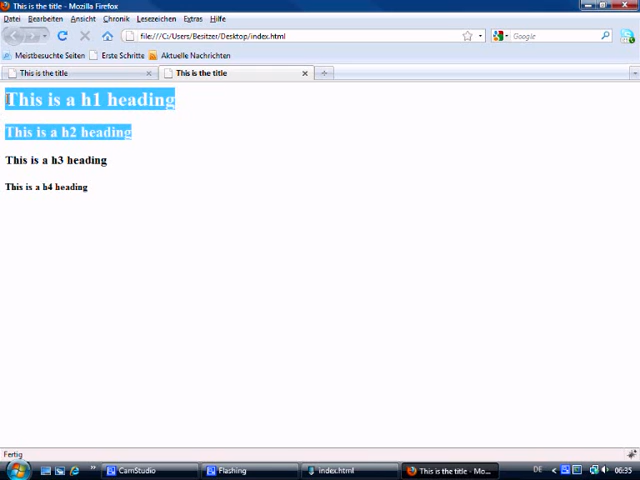 This is the title - Mozilla Firefox
Datei Bearbeiten Ansicht Chronik Lesezeichen Extras Hilfe
file:///C:/Users/Besitzer/Desktop/index.html
Google
Meistbesuchte Seiten Erste Schritte Aktuelle Nachrichten
This is the title This is the title
This is a h1 heading
This is a h2 heading
This is a h3 heading
This is a h4 heading
Fertig
CamStudio Flashing index.html This is the title - Mo... DE 06:35